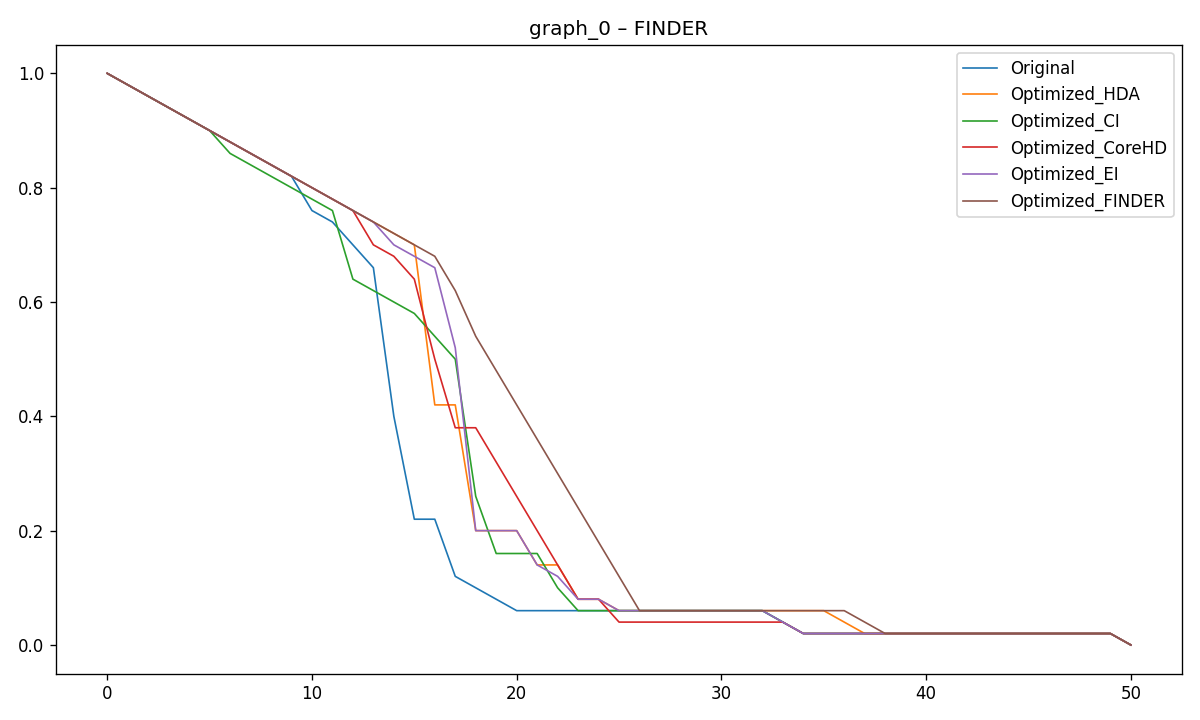 graph_0 – FINDER
Original
Optimized_HDA
Optimized_CI
Optimized_CoreHD
Optimized_EI
Optimized_FINDER
1.0
0.8
0.6
0.4
0.2
0.0
0 10 20 30 40 50